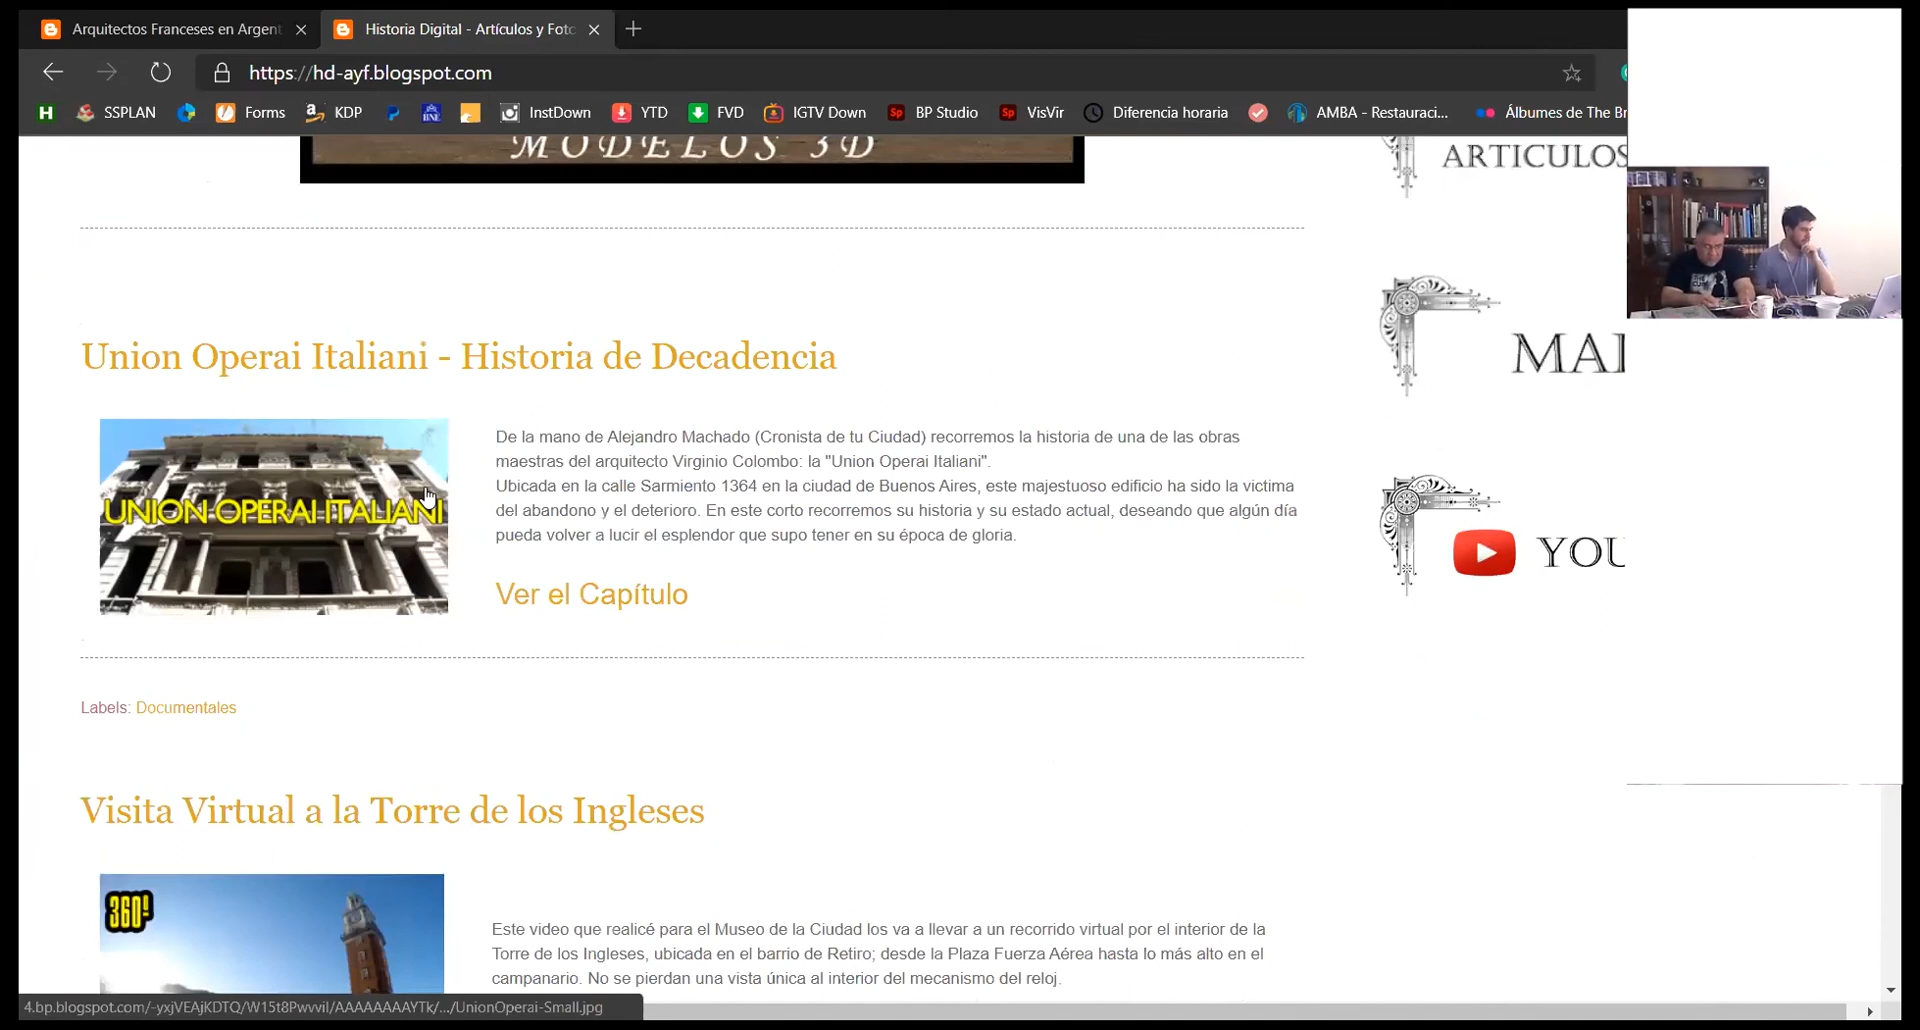 Arquitectos Franceses en Argent
Historia Digital - Artículos y Foto
https://hd-ayf.blogspot.com
H
SSPLAN
Forms
KDP
BNE
InstDown
YTD
FVD
IGTV Down
Sp
BP Studio
Sp
VisVir
Diferencia horaria
AMBA - Restauraci...
Álbumes de The Br
MODELOS 3D
ARTICULOS
Union Operai Italiani - Historia de Decadencia
MAI
UNION OPERAI ITALIANI
De la mano de Alejandro Machado (Cronista de tu Ciudad) recorremos la historia de una de las obras
maestras del arquitecto Virginio Colombo: la "Union Operai Italiani".
Ubicada en la calle Sarmiento 1364 en la ciudad de Buenos Aires, este majestuoso edificio ha sido la victima
del abandono y el deterioro. En este corto recorremos su historia y su estado actual, deseando que algún día
pueda volver a lucir el esplendor que supo tener en su época de gloria.
YOU
Ver el Capítulo
Labels: Documentales
Visita Virtual a la Torre de los Ingleses
360º
Este video que realicé para el Museo de la Ciudad los va a llevar a un recorrido virtual por el interior de la
Torre de los Ingleses, ubicada en el barrio de Retiro; desde la Plaza Fuerza Aérea hasta lo más alto en el
campanario. No se pierdan una vista única al interior del mecanismo del reloj.
4.bp.blogspot.com/-yxjVEAjKDTQ/W15t8PwvviI/AAAAAAAAYTk/.../UnionOperai-Small.jpg